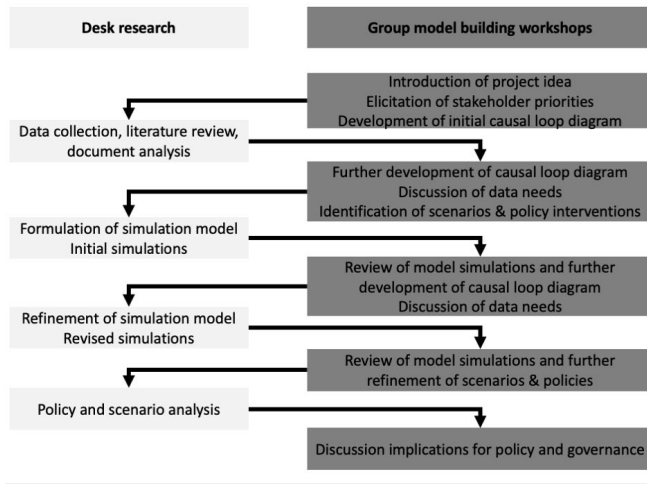 Desk research
Group model building workshops
Introduction of project idea
Elicitation of stakeholder priorities
Development of initial causal loop diagram
Data collection, literature review,
document analysis
Further development of causal loop diagram
Discussion of data needs
Identification of scenarios & policy interventions
Formulation of simulation model
Initial simulations
Review of model simulations and further
development of causal loop diagram
Discussion of data needs
Refinement of simulation model
Revised simulations
Review of model simulations and further
refinement of scenarios & policies
Policy and scenario analysis
Discussion implications for policy and governance